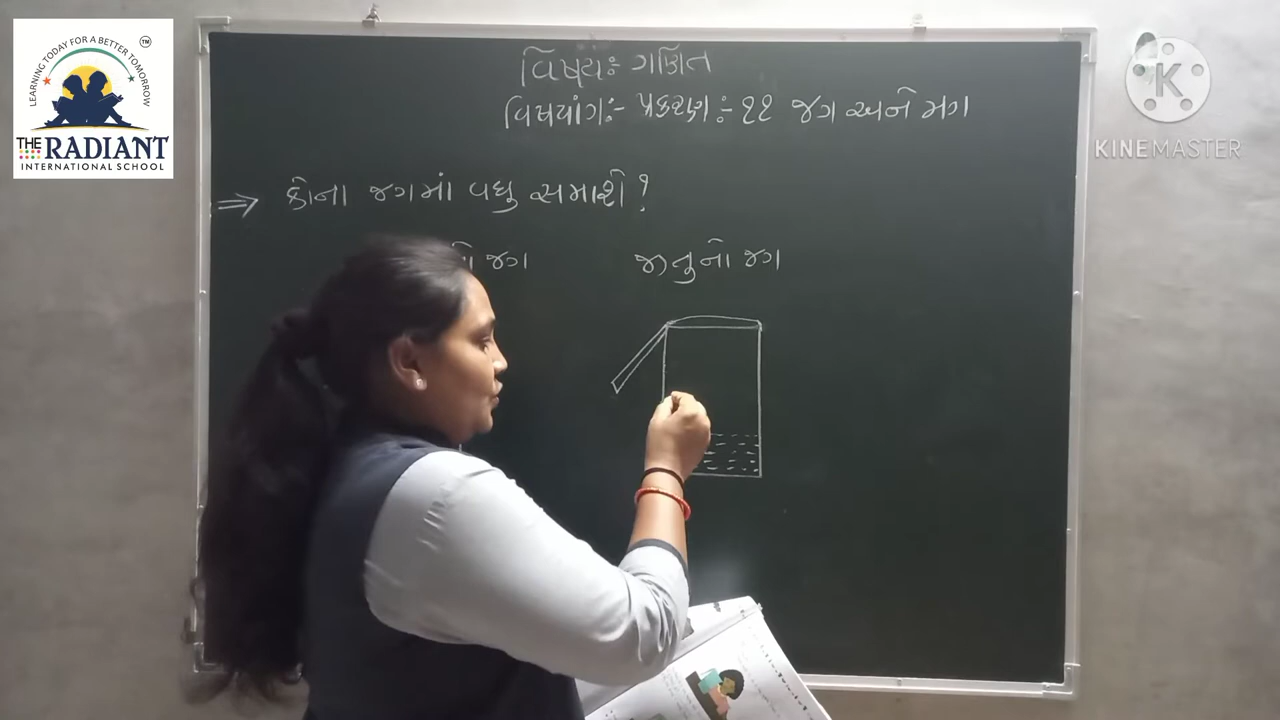 LEARNING TODAY FOR A BETTER TOMORROW
TM
THE RADIANT
INTERNATIONAL SCHOOL
K
KINEMASTER
વિષય:- ગણિત
વિષયાંગ:- પ્રકરણ:- ૧૧ જગ અને મગ
⇒ કોના જગમાં વધુ સમાશે ?
જગ
જીનુનો જગ